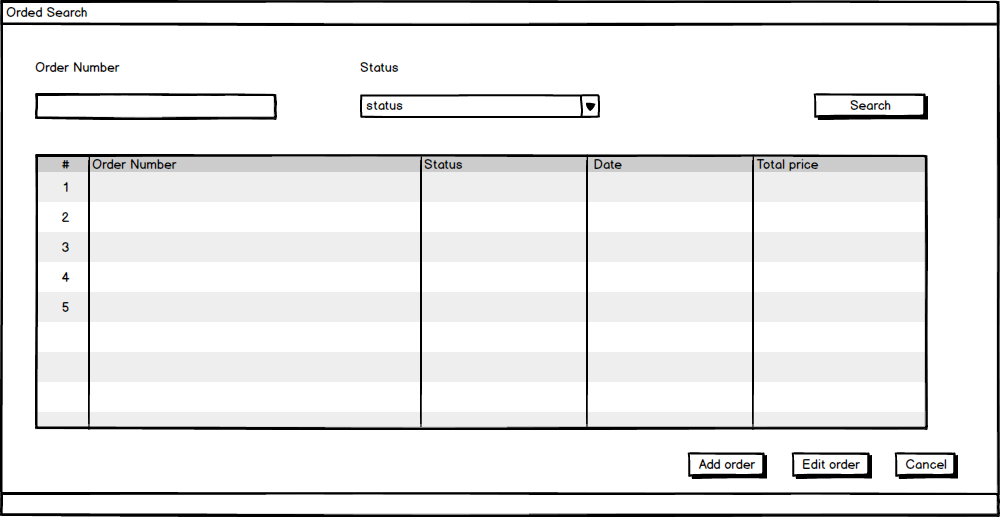 Orded Search
Order Number Status
status Search
# Order Number Status Date Total price
1
2
3
4
5
Add order Edit order Cancel